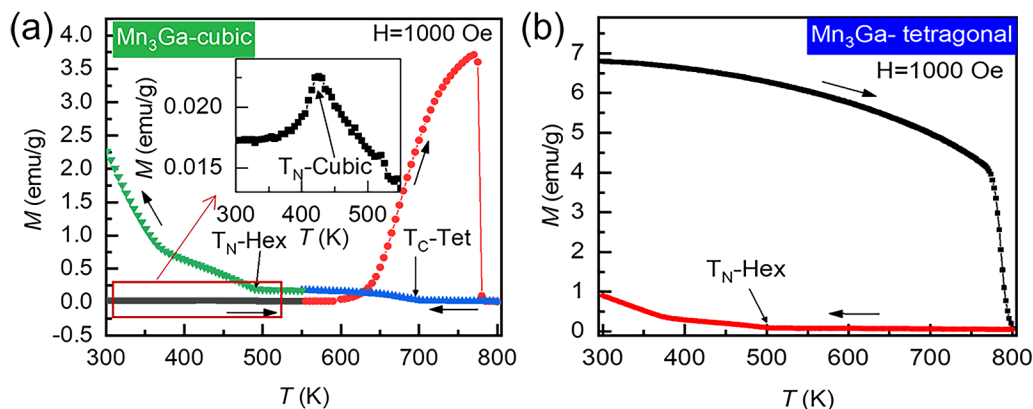 (a)
Mn3Ga-cubic
H=1000 Oe
M (emu/g)
4.0
3.5
3.0
2.5
2.0
1.5
1.0
0.5
0.0
-0.5
M (emu/g)
0.020
0.015
TN-Cubic
300 400 500
T (K)
TN-Hex
TC-Tet
300 400 500 600 700 800
T (K)
(b)
Mn3Ga- tetragonal
H=1000 Oe
M (emu/g)
7
6
5
4
3
2
1
0
TN-Hex
300 400 500 600 700 800
T (K)